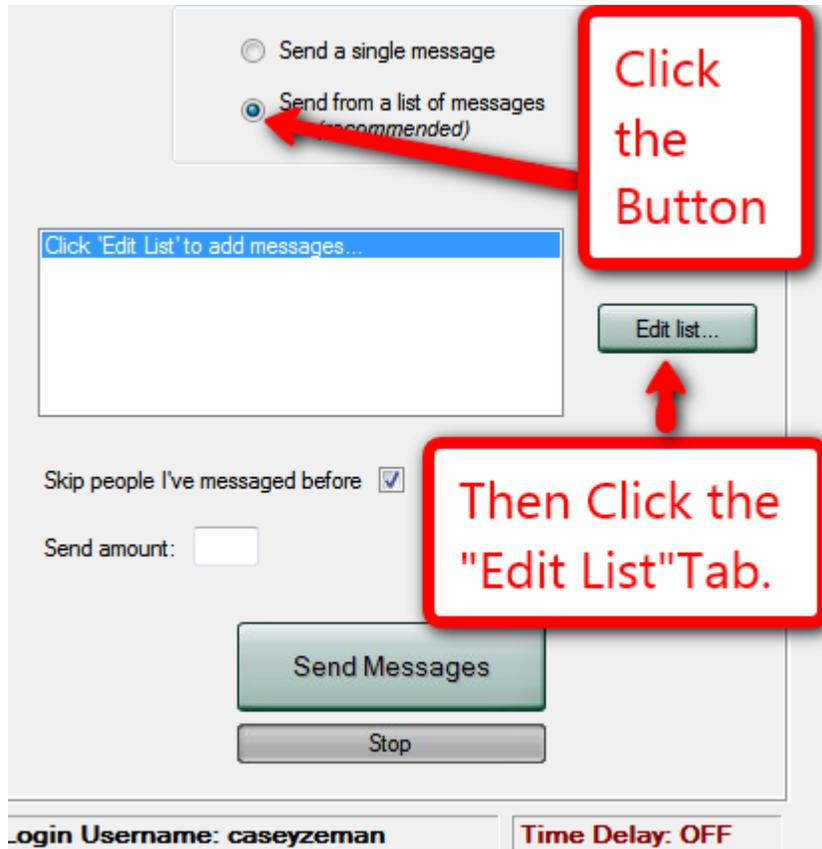 Send a single message
Send from a list of messages
(recommended)
Click
the
Button
Click 'Edit List' to add messages...
Edit list...
Skip people I've messaged before
Then Click the
"Edit List"Tab.
Send amount:
Send Messages
Stop
Login Username: caseyzeman
Time Delay: OFF